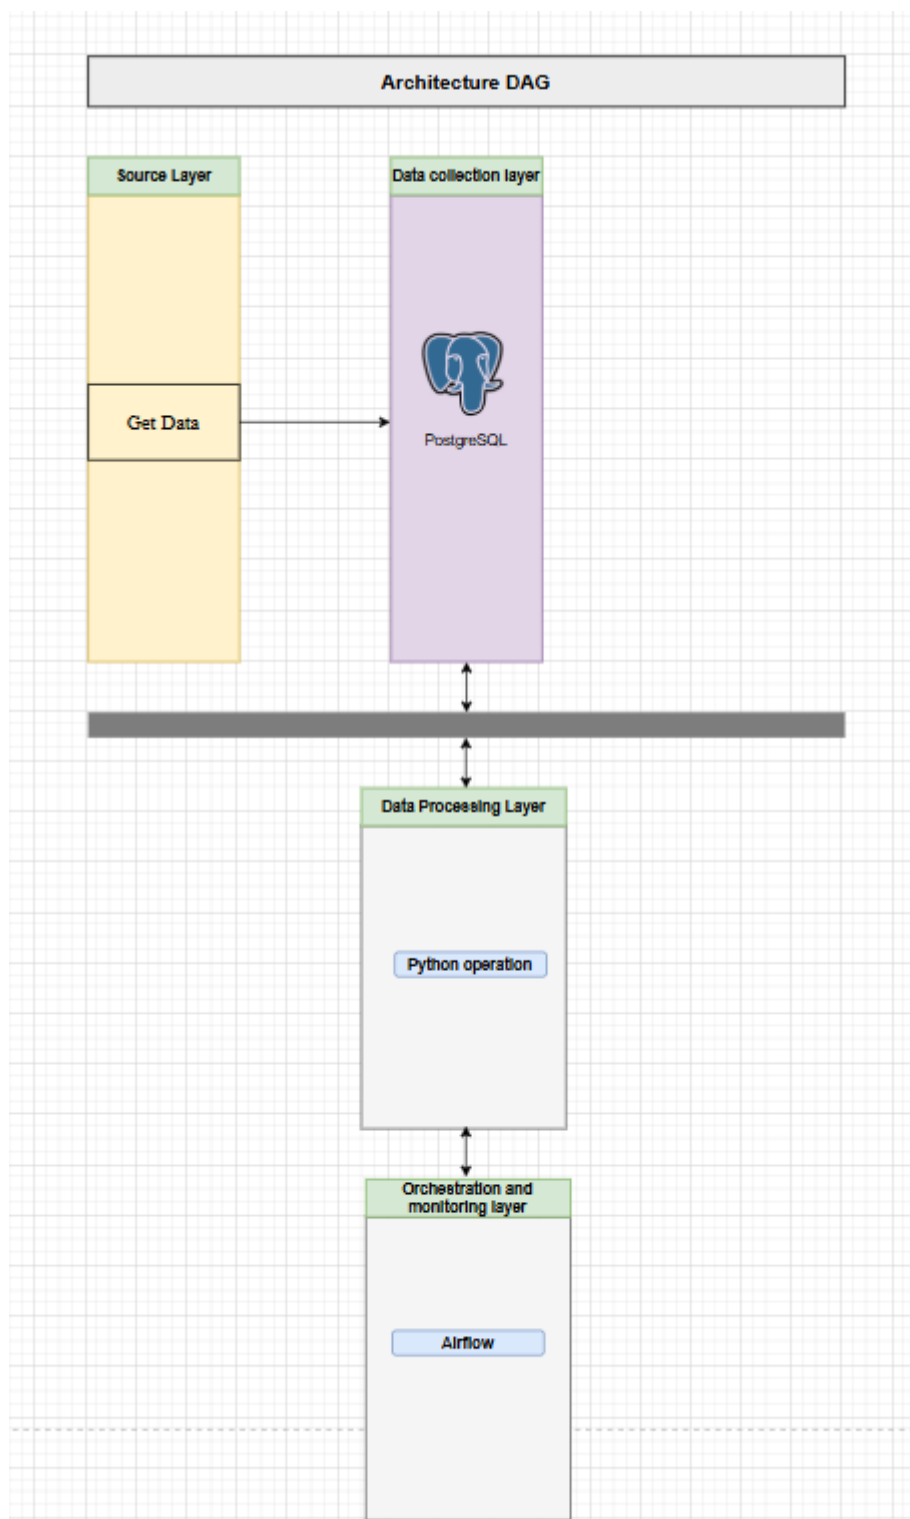 Architecture DAG
Source Layer
Data collection layer
Get Data
PostgreSQL
Data Processing Layer
Python operation
Orchestration and
monitoring layer
Airflow